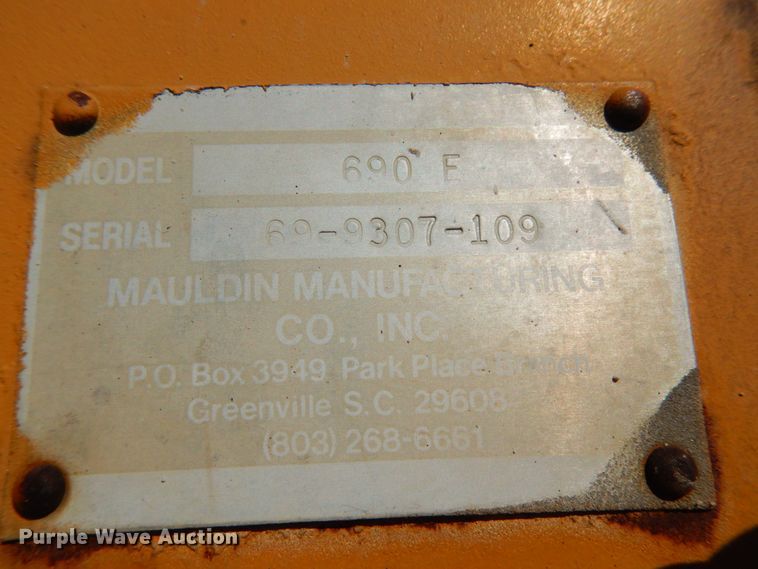 MODEL 690 E
SERIAL 69-9307-109
MAULDIN MANUFACTURING
CO., INC.
P.O. Box 3949 Park Place Branch
Greenville S.C. 29608
(803) 268-6661
Purple Wave Auction